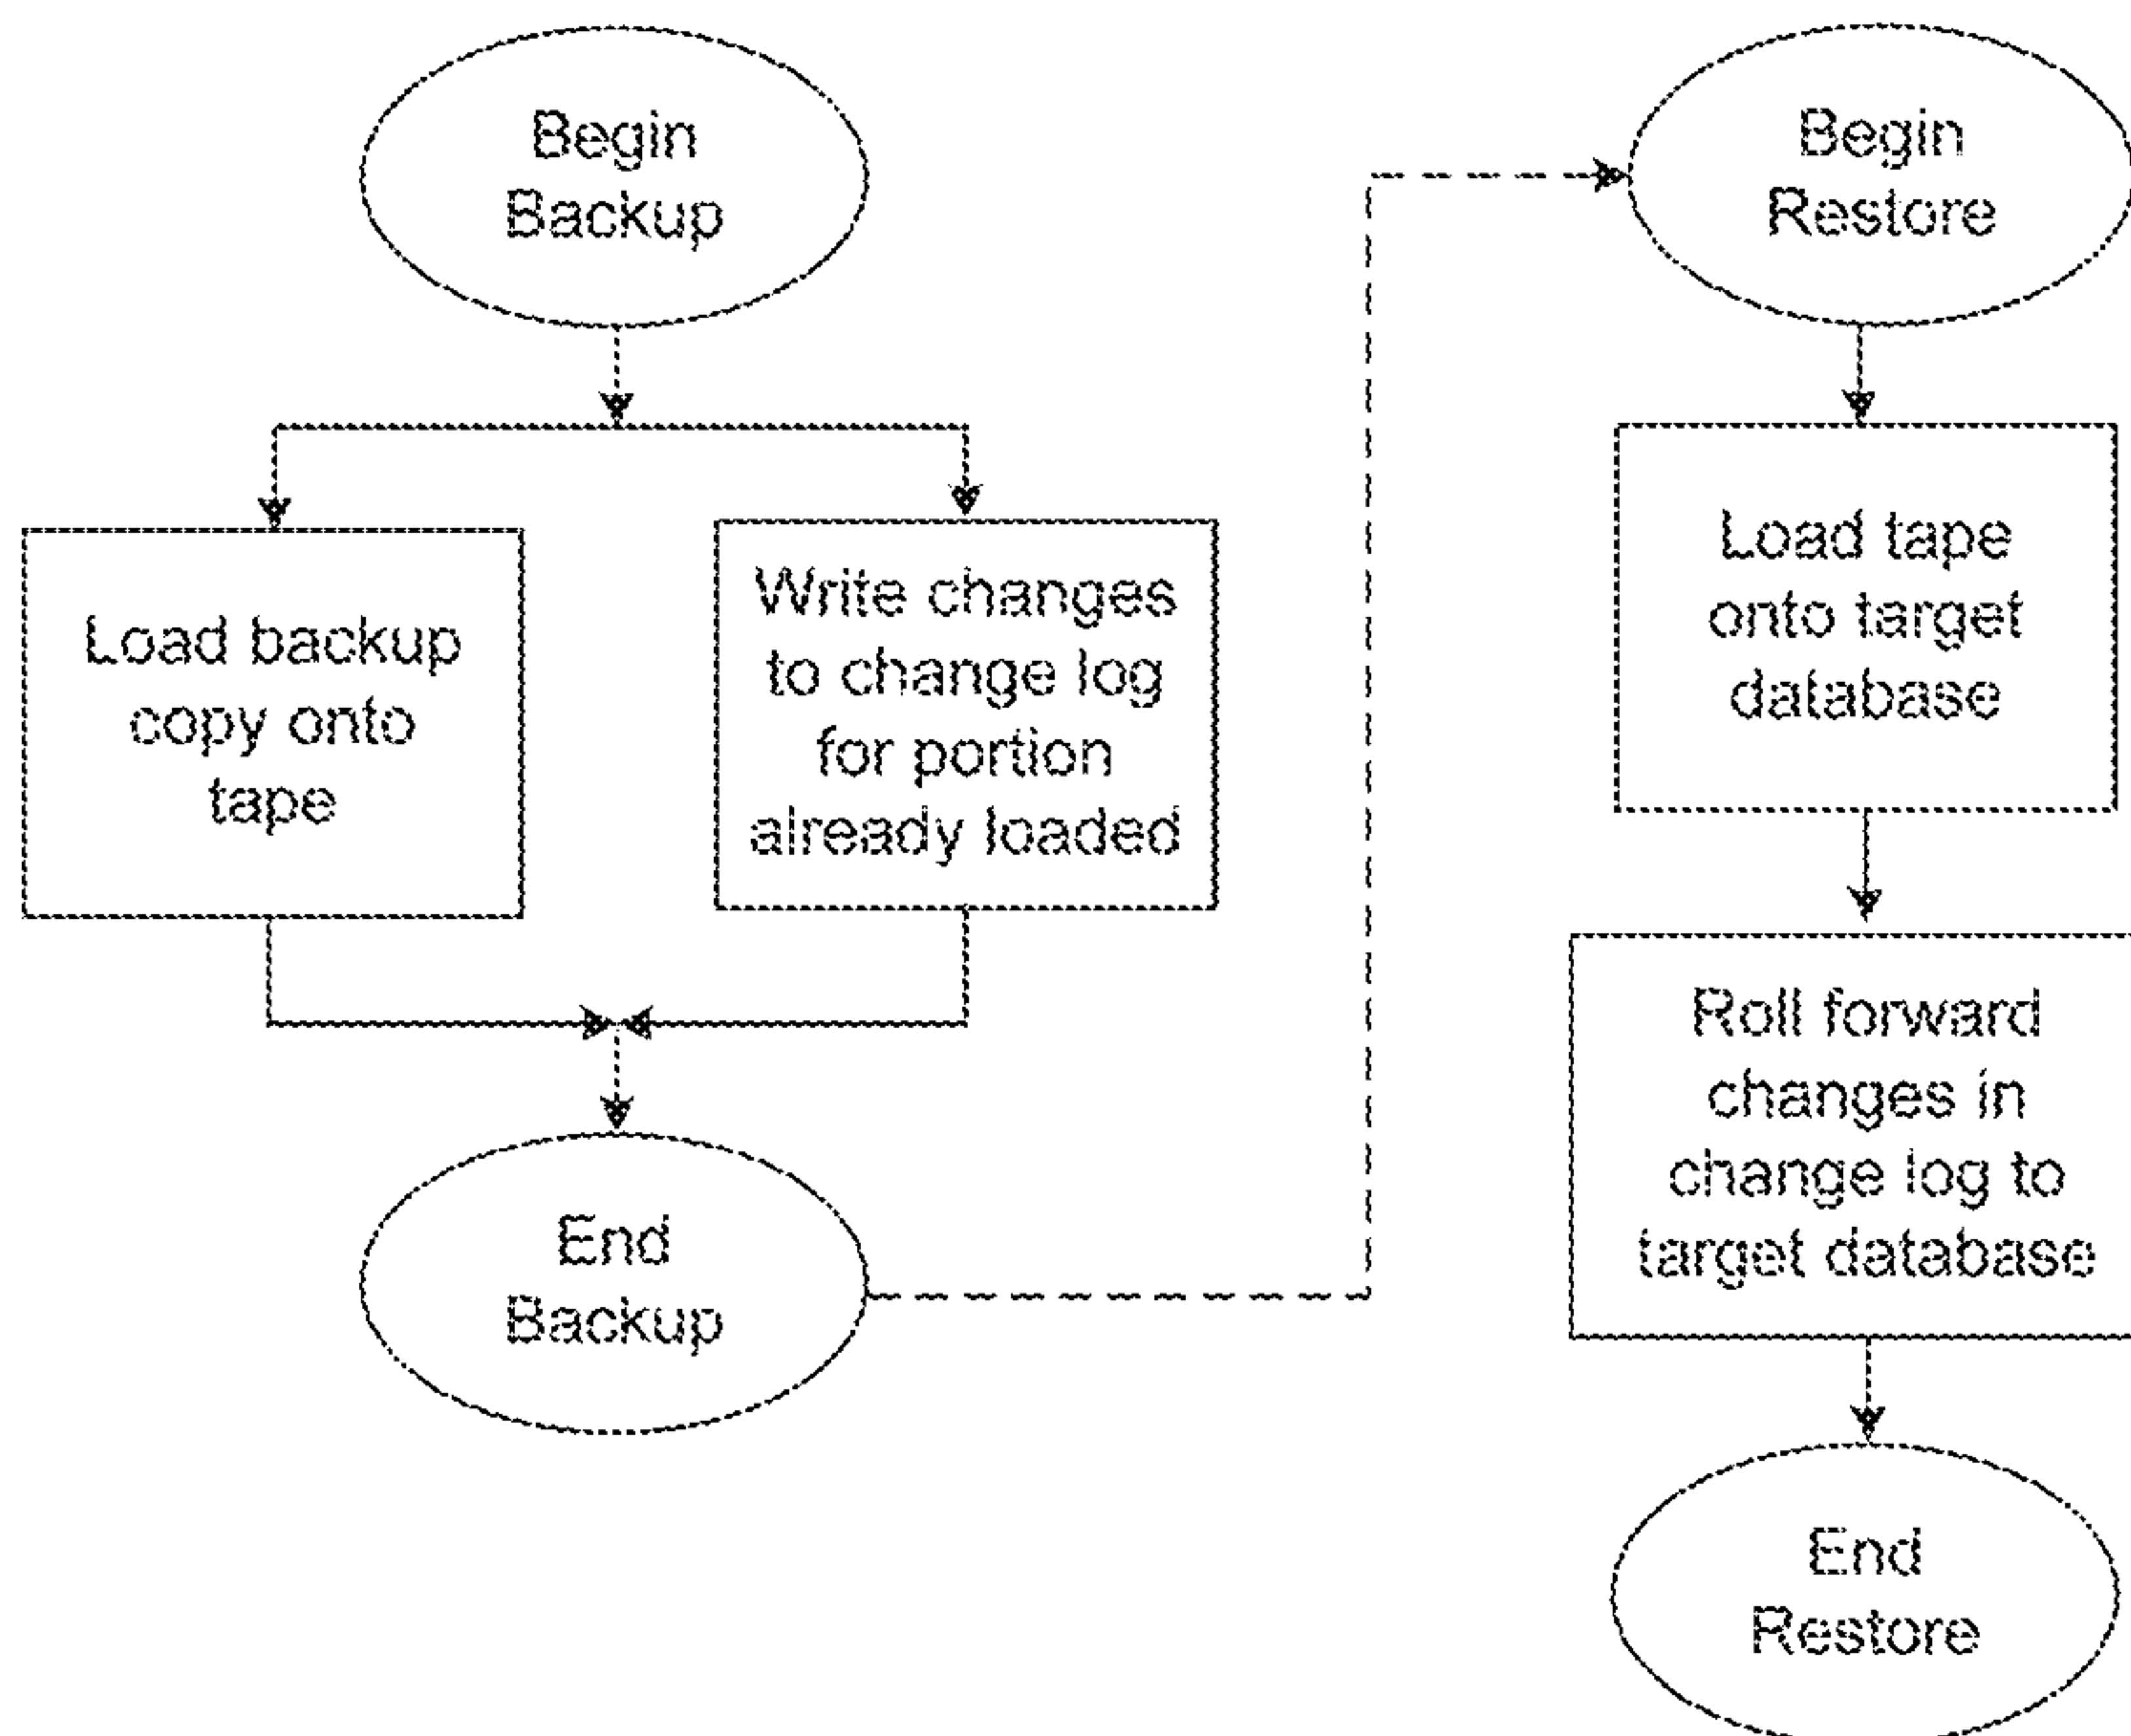 Begin
Backup
Load backup
copy onto
tape
Write changes
to change log
for portion
already loaded
End
Backup
Begin
Restore
Load tape
onto target
database
Roll forward
changes in
change log to
target database
End
Restore